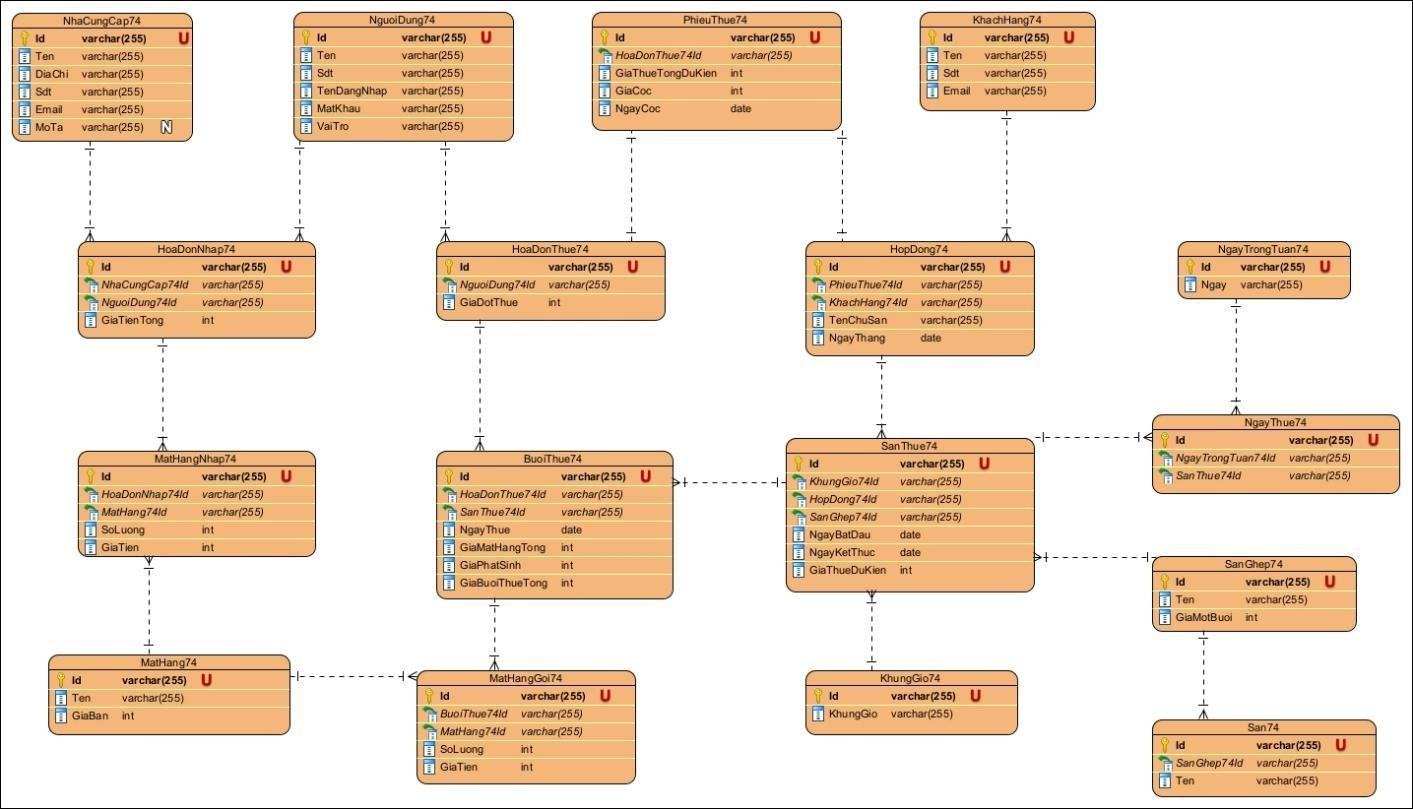 NhaCungCap74
Id varchar(255) U
Ten varchar(255)
DiaChi varchar(255)
Sdt varchar(255)
Email varchar(255)
MoTa varchar(255) N
NguoiDung74
Id varchar(255) U
Ten varchar(255)
Sdt varchar(255)
TenDangNhap varchar(255)
MatKhau varchar(255)
VaiTro varchar(255)
PhieuThue74
Id varchar(255) U
HoaDonThue74Id varchar(255)
GiaThueTongDuKien int
GiaCoc int
NgayCoc date
KhachHang74
Id varchar(255) U
Ten varchar(255)
Sdt varchar(255)
Email varchar(255)
HoaDonNhap74
Id varchar(255) U
NhaCungCap74Id varchar(255)
NguoiDung74Id varchar(255)
GiaTienTong int
HoaDonThue74
Id varchar(255) U
NguoiDung74Id varchar(255)
GiaDotThue int
HopDong74
Id varchar(255) U
PhieuThue74Id varchar(255)
KhachHang74Id varchar(255)
TenChuSan varchar(255)
NgayThang date
NgayTrongTuan74
Id varchar(255) U
Ngay varchar(255)
MatHangNhap74
Id varchar(255) U
HoaDonNhap74Id varchar(255)
MatHang74Id varchar(255)
SoLuong int
GiaTien int
BuoiThue74
Id varchar(255) U
HoaDonThue74Id varchar(255)
SanThue74Id varchar(255)
NgayThue date
GiaMatHangTong int
GiaPhatSinh int
GiaBuoiThueTong int
SanThue74
Id varchar(255) U
KhungGio74Id varchar(255)
HopDong74Id varchar(255)
SanGhep74Id varchar(255)
NgayBatDau date
NgayKetThuc date
GiaThueDuKien int
NgayThue74
Id varchar(255) U
NgayTrongTuan74Id varchar(255)
SanThue74Id varchar(255)
SanGhep74
Id varchar(255) U
Ten varchar(255)
GiaMotBuoi int
MatHang74
Id varchar(255) U
Ten varchar(255)
GiaBan int
MatHangGoi74
Id varchar(255) U
BuoiThue74Id varchar(255)
MatHang74Id varchar(255)
SoLuong int
GiaTien int
KhungGio74
Id varchar(255) U
KhungGio varchar(255)
San74
Id varchar(255) U
SanGhep74Id varchar(255)
Ten varchar(255)